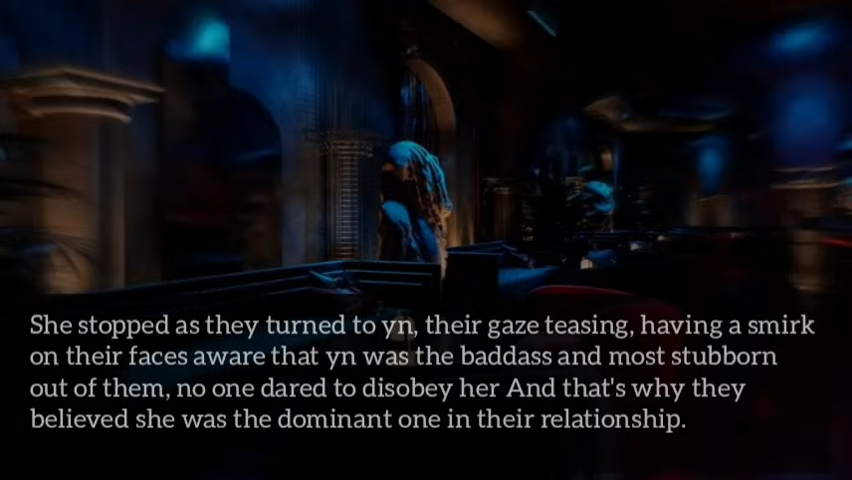 She stopped as they turned to yn, their gaze teasing, having a smirk
on their faces aware that yn was the baddass and most stubborn
out of them, no one dared to disobey her And that's why they
believed she was the dominant one in their relationship.